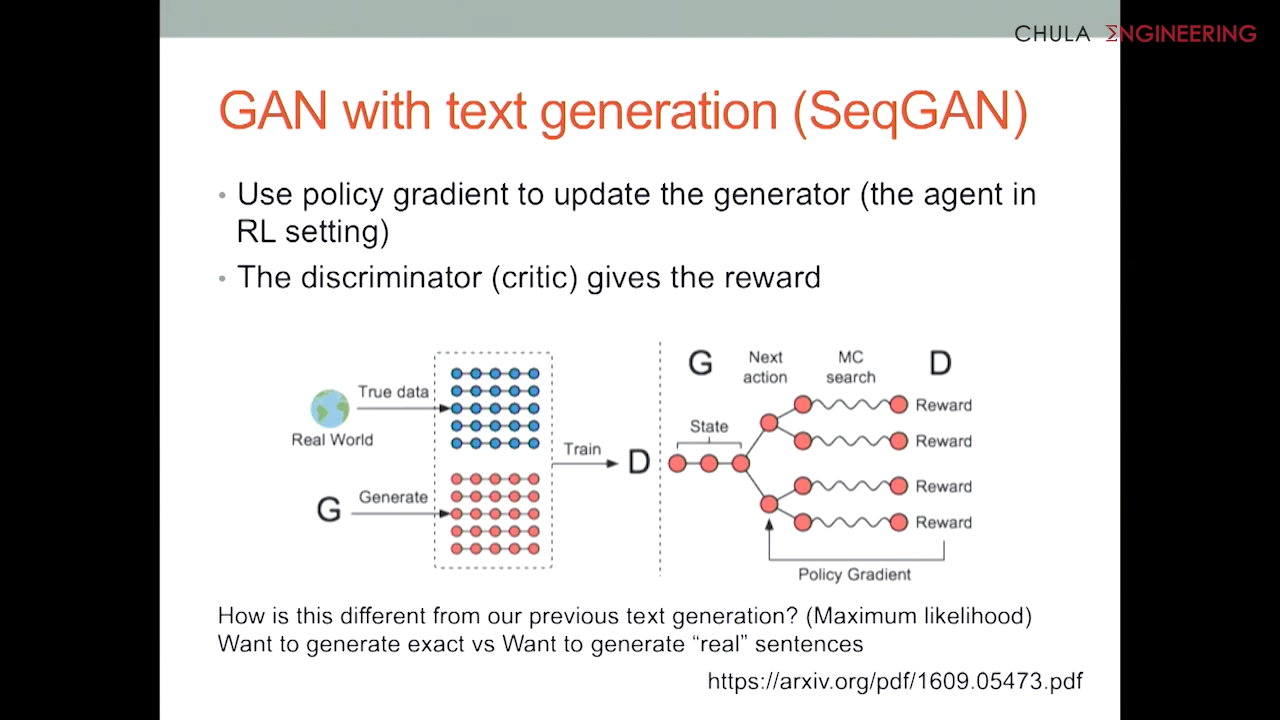 CHULA ΣNGINEERING
GAN with text generation (SeqGAN)
• Use policy gradient to update the generator (the agent in
RL setting)
• The discriminator (critic) gives the reward
True data
Real World
G
Generate
Train
D
G
Next
action
MC
search
D
State
Reward
Reward
Reward
Reward
Policy Gradient
How is this different from our previous text generation? (Maximum likelihood)
Want to generate exact vs Want to generate “real” sentences
https://arxiv.org/pdf/1609.05473.pdf